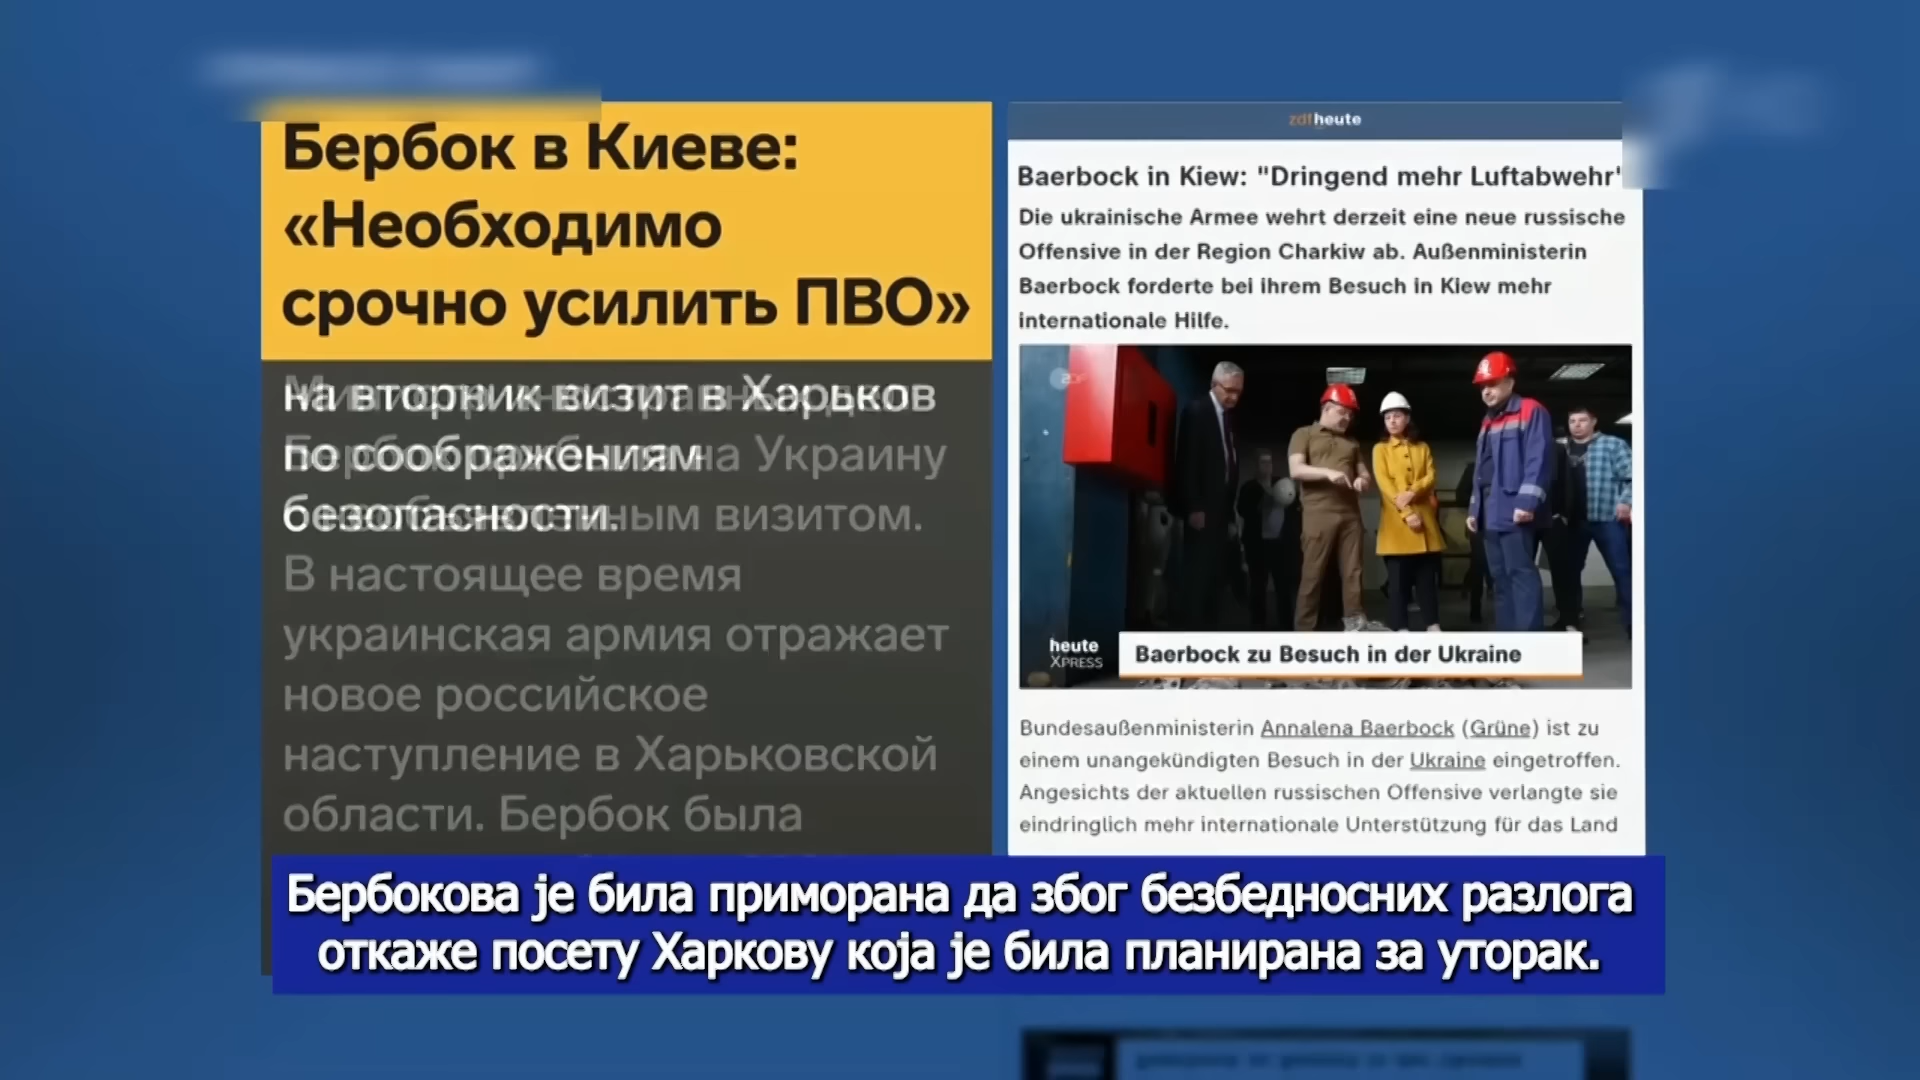 Бербок в Киеве:
«Необходимо
срочно усилить ПВО»
на вторник визит в Харьков
по соображениям
безопасности.
на Украину
визитом.
В настоящее время
украинская армия отражает
новое российское
наступление в Харьковской
области. Бербок была
zdfheute
Baerbock in Kiew: "Dringend mehr Luftabwehr"
Die ukrainische Armee wehrt derzeit eine neue russische
Offensive in der Region Charkiw ab. Außenministerin
Baerbock forderte bei ihrem Besuch in Kiew mehr
internationale Hilfe.
ZDF
heute
XPRESS
Baerbock zu Besuch in der Ukraine
Bundesaußenministerin Annalena Baerbock (Grüne) ist zu
einem unangekündigten Besuch in der Ukraine eingetroffen.
Angesichts der aktuellen russischen Offensive verlangte sie
eindringlich mehr internationale Unterstützung für das Land
Бербокова је била приморана да због безбедносних разлога
откаже посету Харкову која је била планирана за уторак.